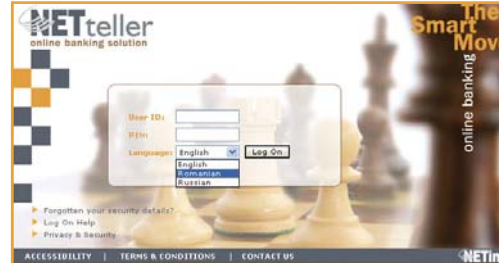 NETteller
online banking solution
The
Smart
Mov
online banking
User ID:
PIN:
Language: English Log On
English
Romanian
Russian
Forgotten your security details?
Log On Help
Privacy & Security
ACCESSIBILITY | TERMS & CONDITIONS | CONTACT US
NETin